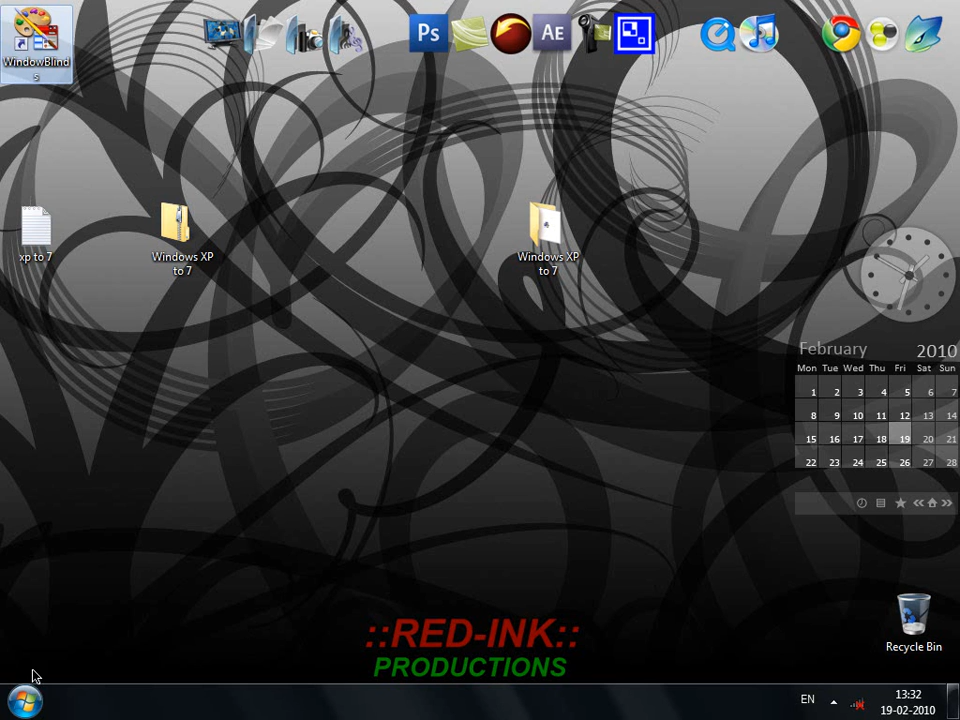 WindowBlind
s
Ps
AE
xp to 7
Windows XP
to 7
Windows XP
to 7
February 2010
Mon Tue Wed Thu Fri Sat Sun
1 2 3 4 5 6 7
8 9 10 11 12 13 14
15 16 17 18 19 20 21
22 23 24 25 26 27 28
Recycle Bin
::RED-INK::
PRODUCTIONS
EN
13:32
19-02-2010